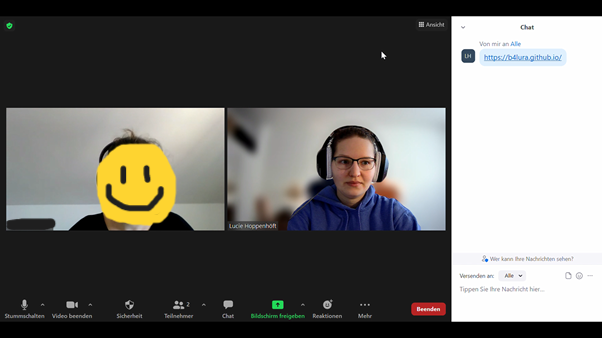 Ansicht
Chat
Von mir an Alle
LH
https://b4lura.github.io/
Lucie Hoppenhöft
Wer kann Ihre Nachrichten sehen?
Versenden an: Alle
Tippen Sie Ihre Nachricht hier...
2
Stummschalten
Video beenden
Sicherheit
Teilnehmer
Chat
Bildschirm freigeben
Reaktionen
Mehr
Beenden